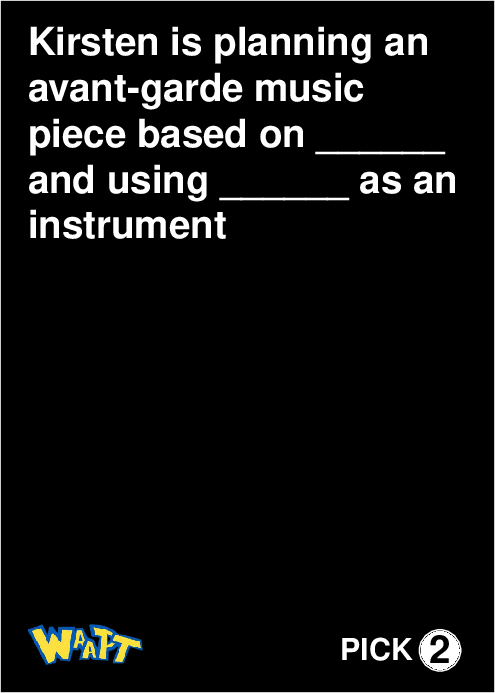 Kirsten is planning an
avant-garde music
piece based on ______
and using ______ as an
instrument
WAAPT
PICK 2